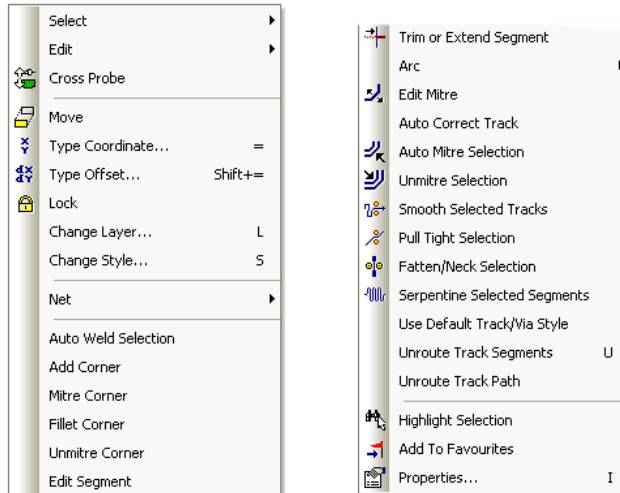 Select
Edit
Cross Probe
Move
Type Coordinate... =
Type Offset... Shift+=
Lock
Change Layer... L
Change Style... S
Net
Auto Weld Selection
Add Corner
Mitre Corner
Fillet Corner
Unmitre Corner
Edit Segment
Trim or Extend Segment
Arc
Edit Mitre
Auto Correct Track
Auto Mitre Selection
Unmitre Selection
Smooth Selected Tracks
Pull Tight Selection
Fatten/Neck Selection
Serpentine Selected Segments
Use Default Track/Via Style
Unroute Track Segments U
Unroute Track Path
Highlight Selection
Add To Favourites
Properties... I